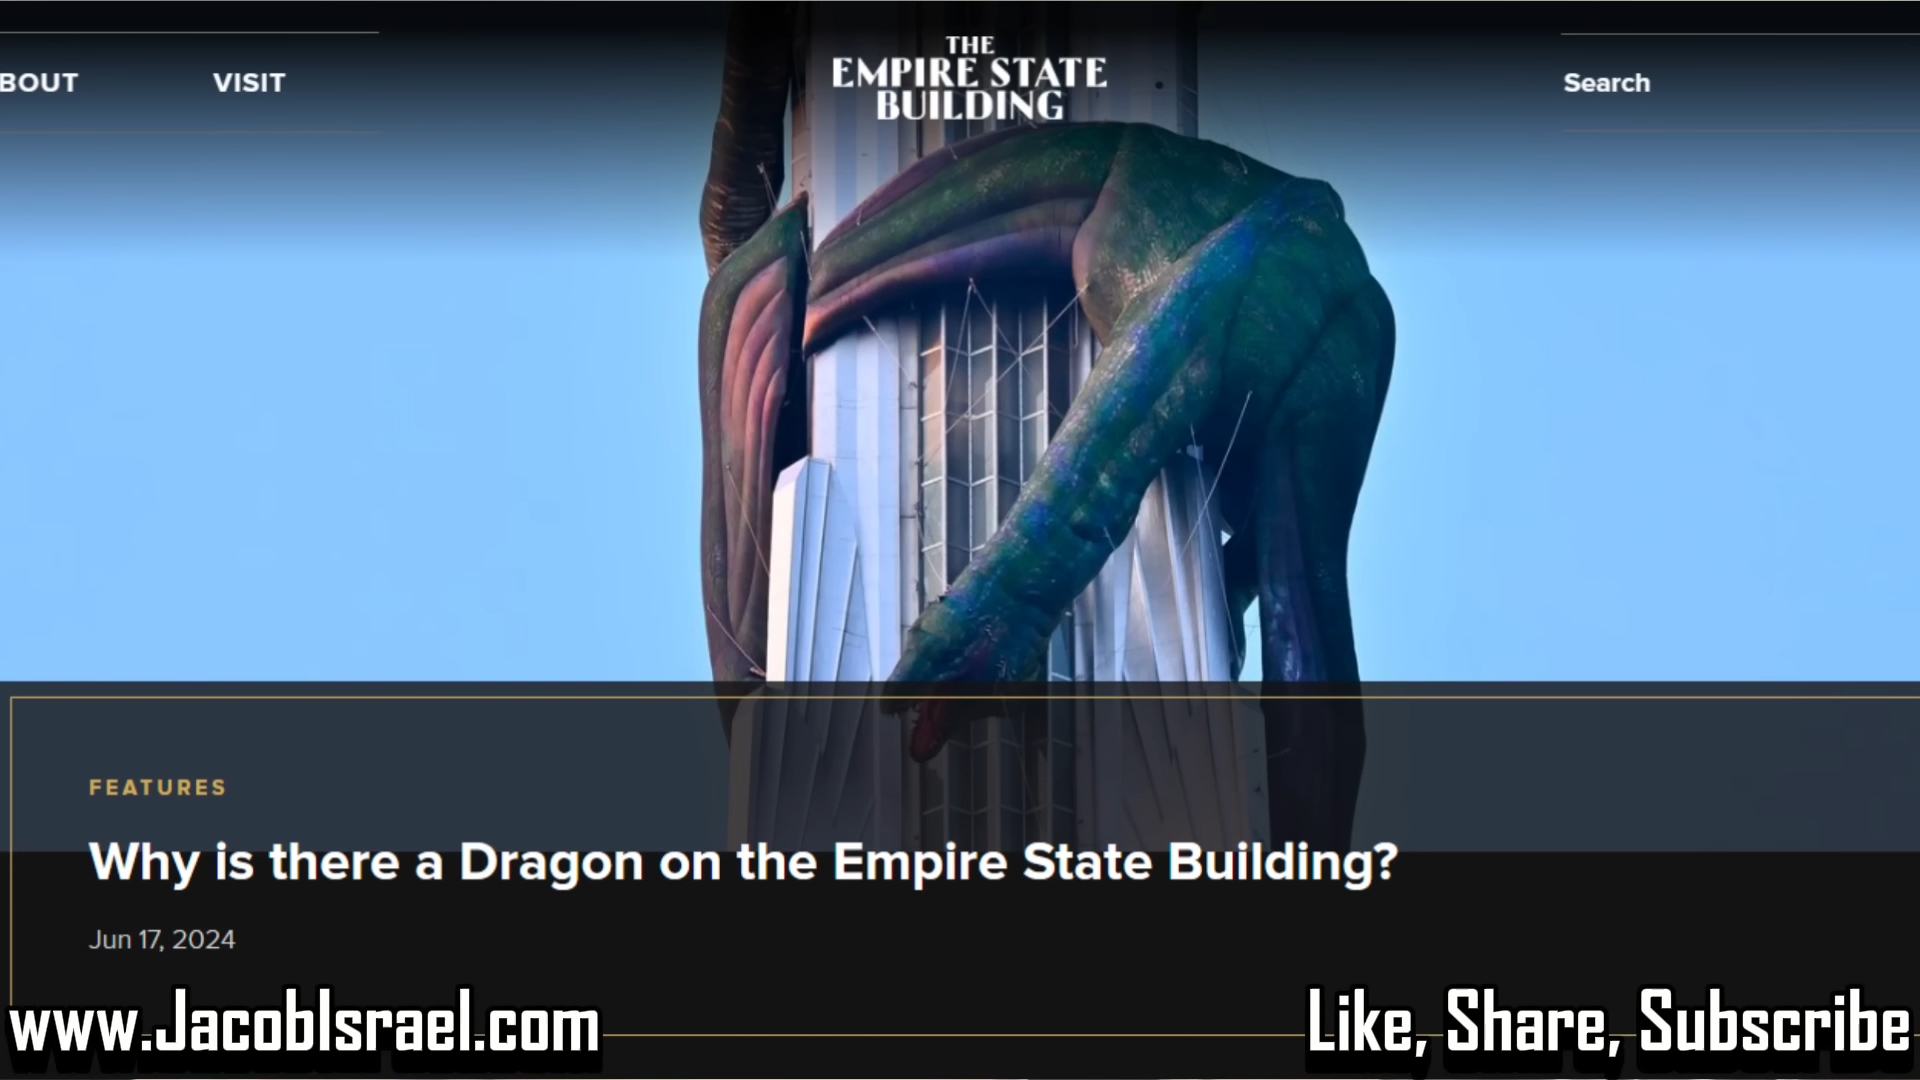 BOUT
VISIT
THE
EMPIRE STATE
BUILDING
Search
FEATURES
Why is there a Dragon on the Empire State Building?
Jun 17, 2024
www.JacobIsrael.com
Like, Share, Subscribe